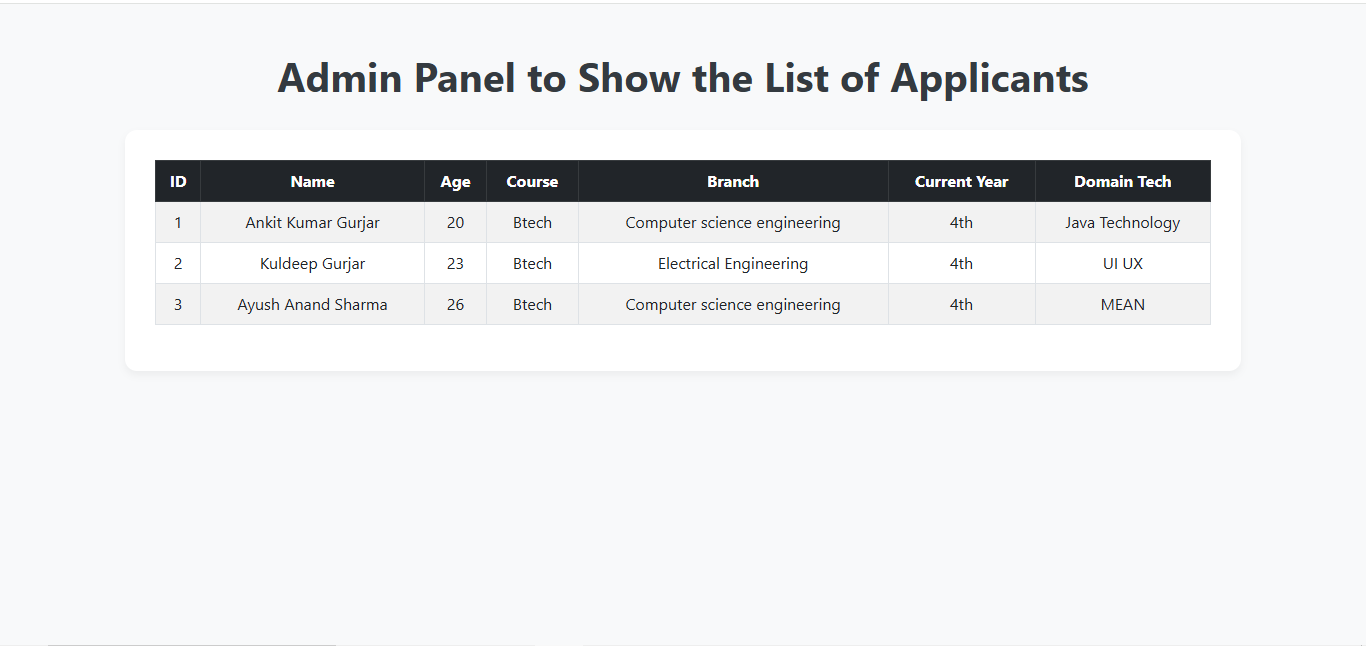 Admin Panel to Show the List of Applicants
ID Name Age Course Branch Current Year Domain Tech
1 Ankit Kumar Gurjar 20 Btech Computer science engineering 4th Java Technology
2 Kuldeep Gurjar 23 Btech Electrical Engineering 4th UI UX
3 Ayush Anand Sharma 26 Btech Computer science engineering 4th MEAN